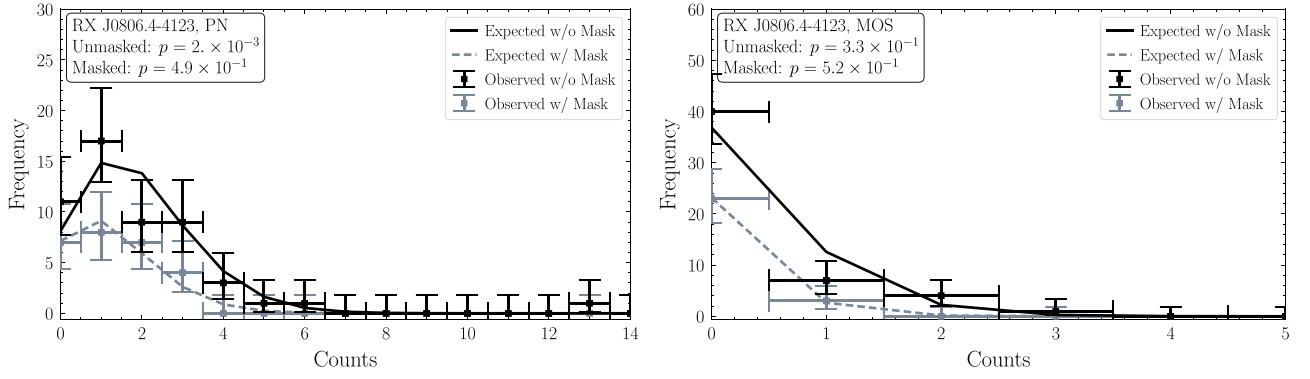 RX J0806.4-4123, PN
Unmasked: p = 2. × 10⁻³
Masked: p = 4.9 × 10⁻¹
Expected w/o Mask
Expected w/ Mask
Observed w/o Mask
Observed w/ Mask
30
25
20
15
10
5
0
Frequency
0 2 4 6 8 10 12 14
Counts
RX J0806.4-4123, MOS
Unmasked: p = 3.3 × 10⁻¹
Masked: p = 5.2 × 10⁻¹
Expected w/o Mask
Expected w/ Mask
Observed w/o Mask
Observed w/ Mask
60
50
40
30
20
10
0
Frequency
0 1 2 3 4 5
Counts